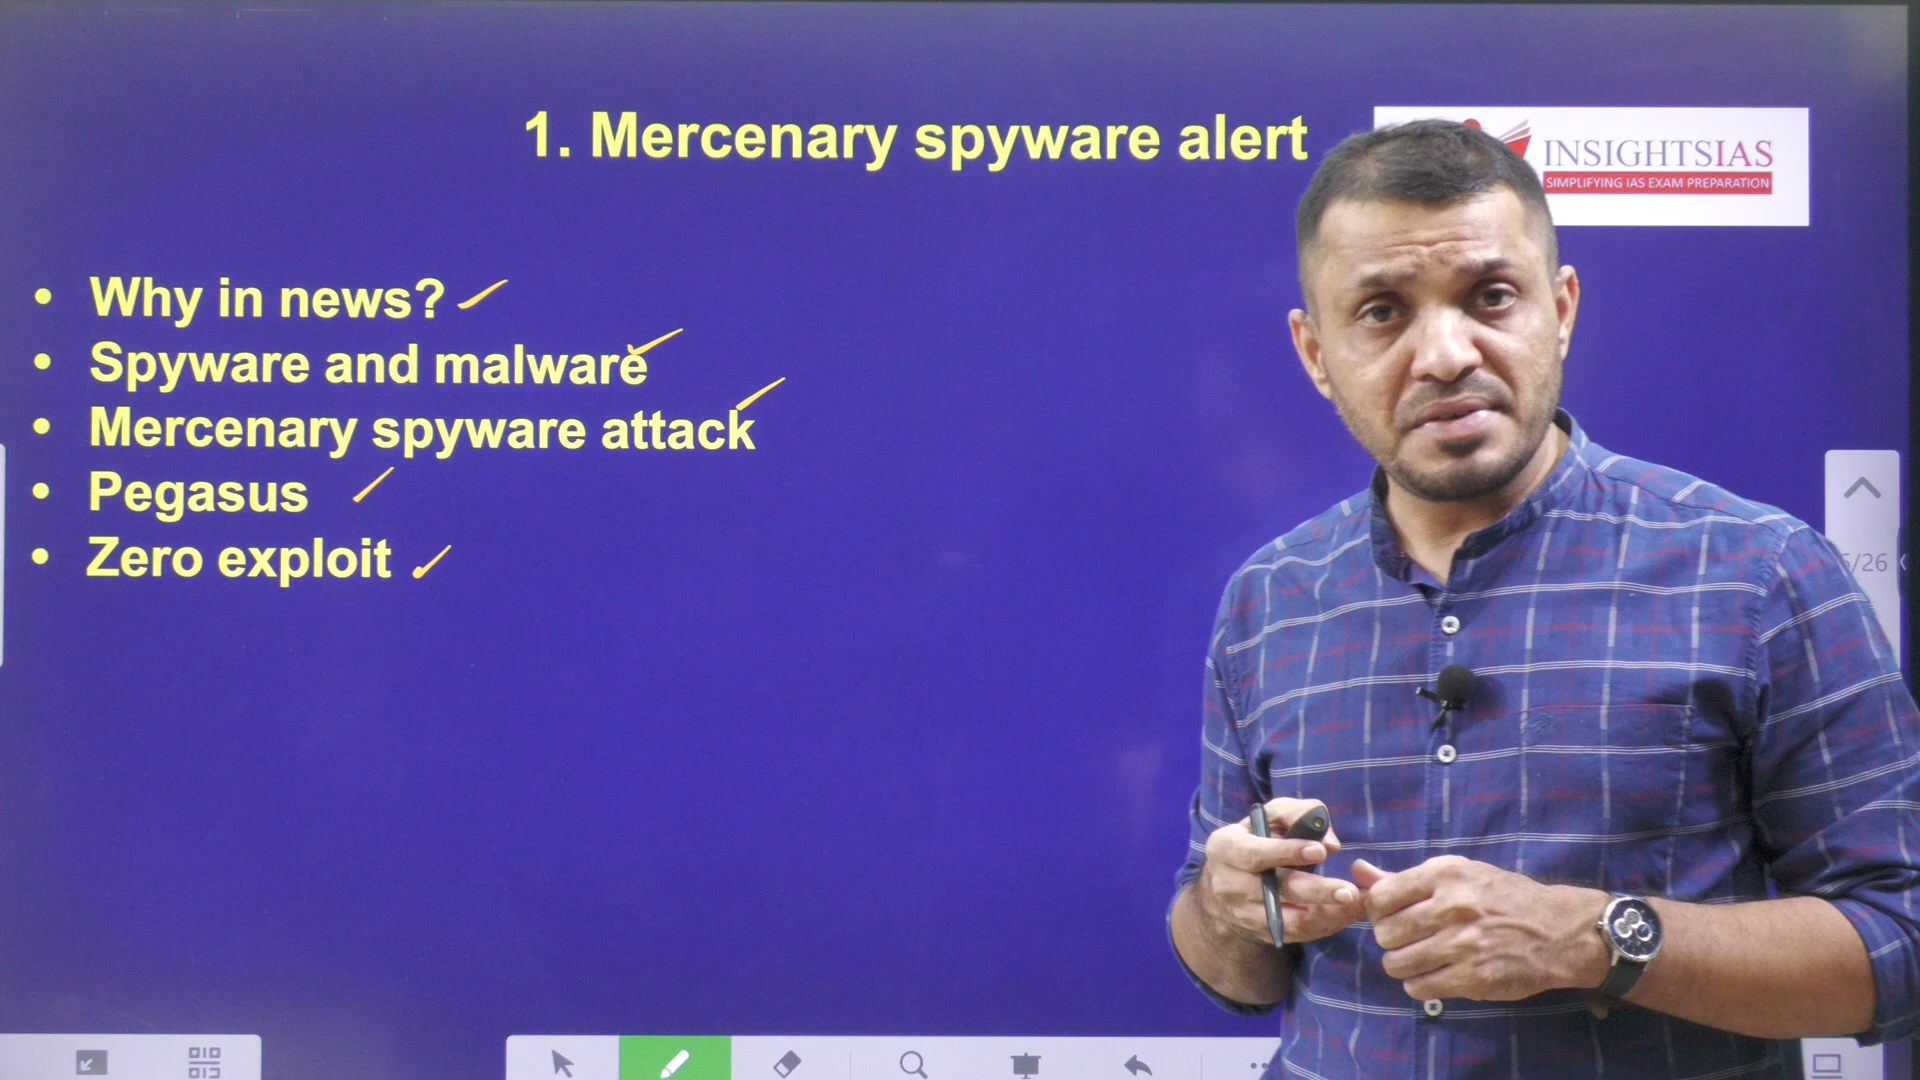 1. Mercenary spyware alert
INSIGHTSIAS
SIMPLIFYING IAS EXAM PREPARATION
• Why in news?
• Spyware and malware
• Mercenary spyware attack
• Pegasus
• Zero exploit
/26